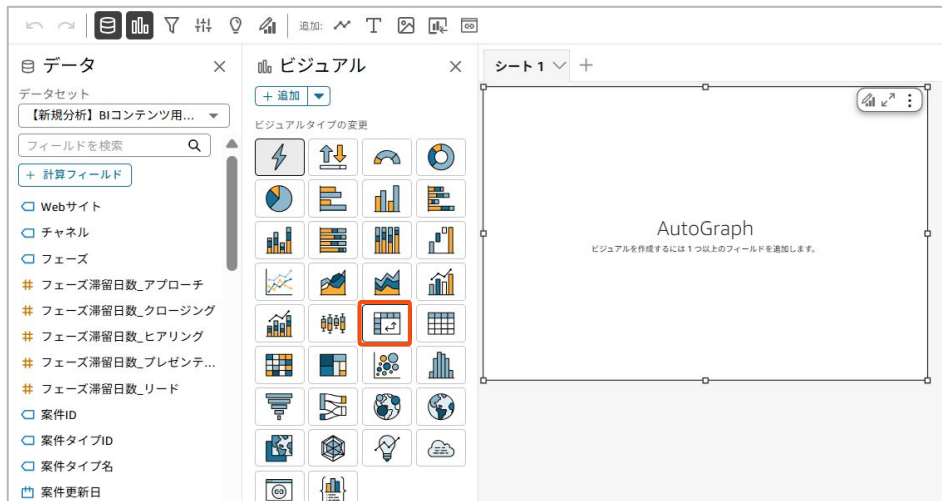 追加:
データ
データセット
【新規分析】BIコンテンツ用...
フィールドを検索
+ 計算フィールド
Webサイト
チャネル
フェーズ
フェーズ滞留日数_アプローチ
フェーズ滞留日数_クロージング
フェーズ滞留日数_ヒアリング
フェーズ滞留日数_プレゼンテ...
フェーズ滞留日数_リード
案件ID
案件タイプID
案件タイプ名
案件更新日
ビジュアル
+ 追加
ビジュアルタイプの変更
シート 1
AutoGraph
ビジュアルを作成するには 1 つ以上のフィールドを追加します。